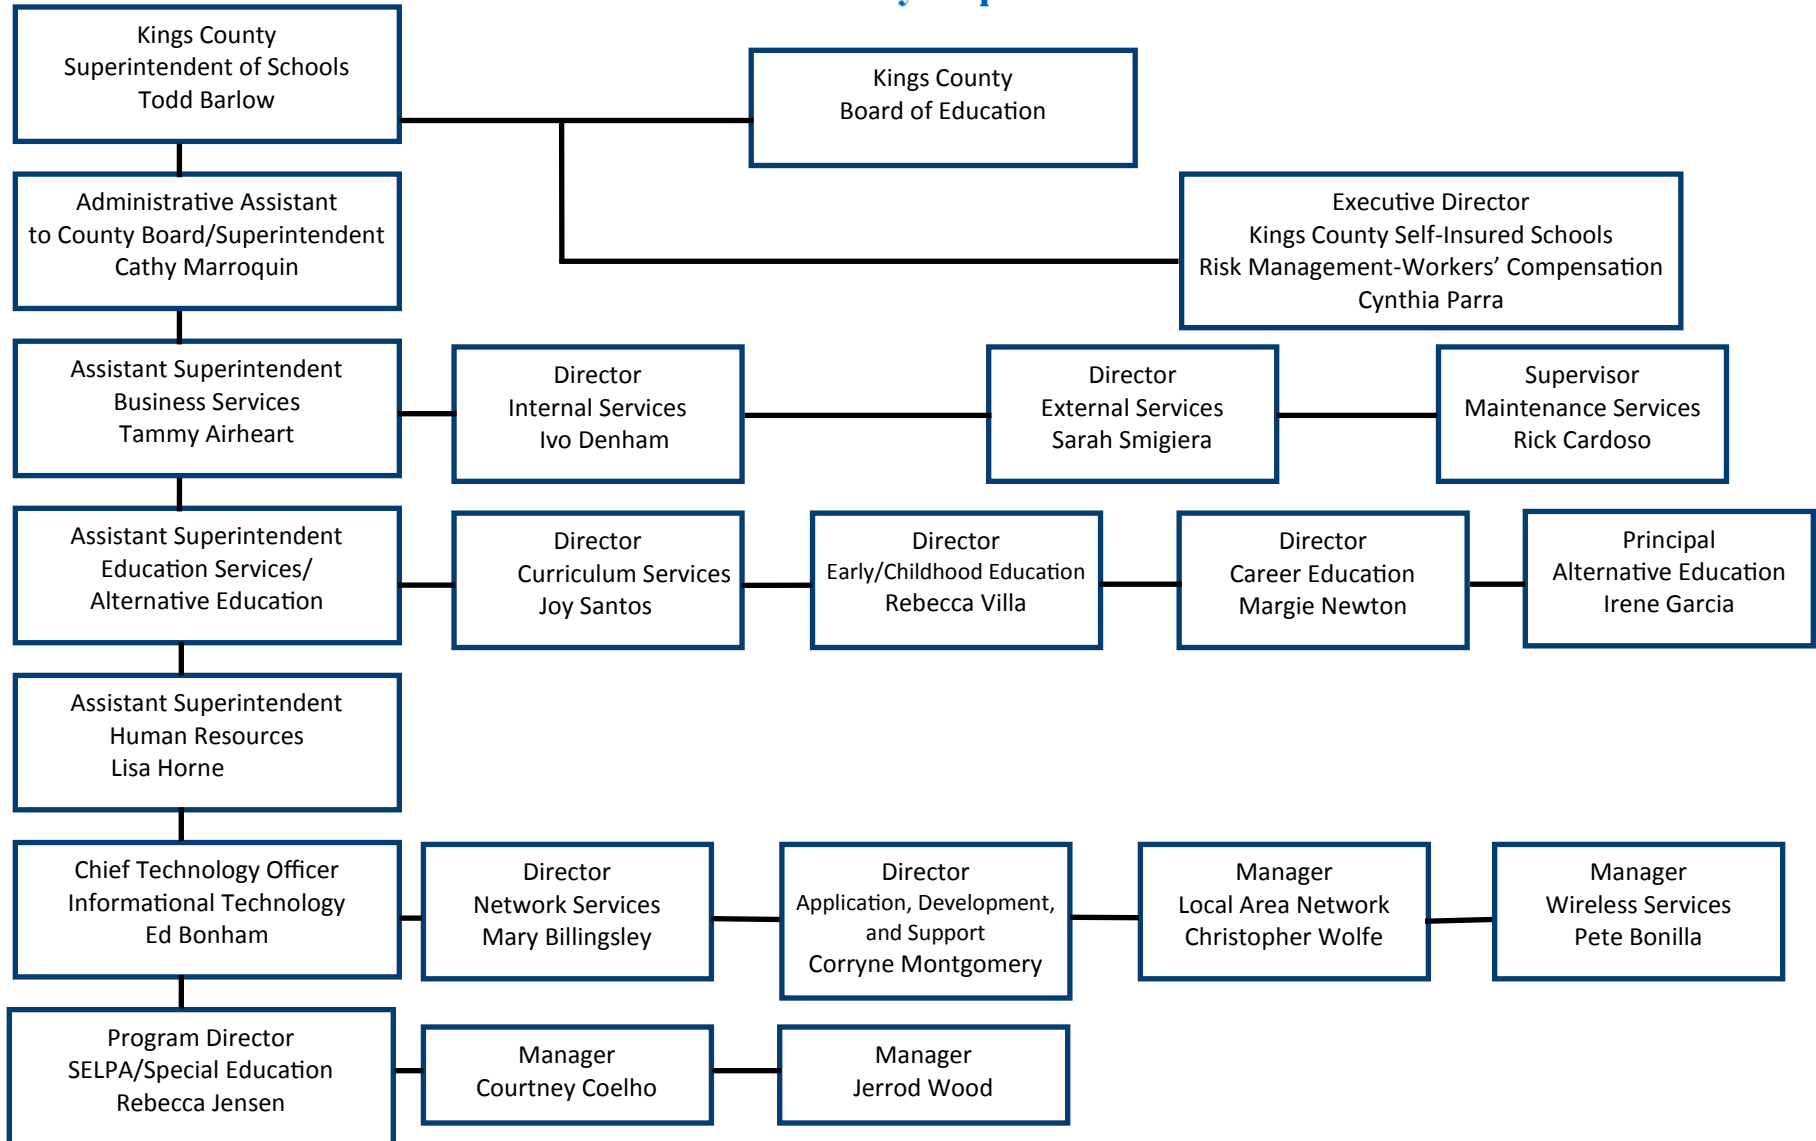 Kings County
Superintendent of Schools
Todd Barlow
Kings County
Board of Education
Administrative Assistant
to County Board/Superintendent
Cathy Marroquin
Executive Director
Kings County Self-Insured Schools
Risk Management-Workers’ Compensation
Cynthia Parra
Assistant Superintendent
Business Services
Tammy Airheart
Director
Internal Services
Ivo Denham
Director
External Services
Sarah Smigiera
Supervisor
Maintenance Services
Rick Cardoso
Assistant Superintendent
Education Services/
Alternative Education
Director
Curriculum Services
Joy Santos
Director
Early/Childhood Education
Rebecca Villa
Director
Career Education
Margie Newton
Principal
Alternative Education
Irene Garcia
Assistant Superintendent
Human Resources
Lisa Horne
Chief Technology Officer
Informational Technology
Ed Bonham
Director
Network Services
Mary Billingsley
Director
Application, Development,
and Support
Corryne Montgomery
Manager
Local Area Network
Christopher Wolfe
Manager
Wireless Services
Pete Bonilla
Program Director
SELPA/Special Education
Rebecca Jensen
Manager
Courtney Coelho
Manager
Jerrod Wood